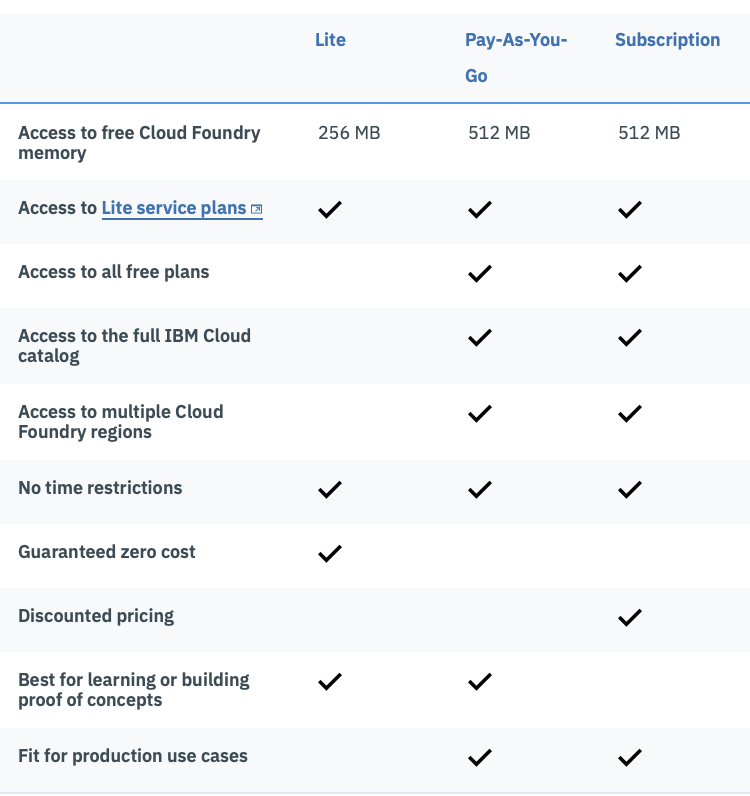 Lite Pay-As-You- Subscription
Go
Access to free Cloud Foundry 256 MB 512 MB 512 MB
memory
Access to Lite service plans
Access to all free plans
Access to the full IBM Cloud
catalog
Access to multiple Cloud
Foundry regions
No time restrictions
Guaranteed zero cost
Discounted pricing
Best for learning or building
proof of concepts
Fit for production use cases